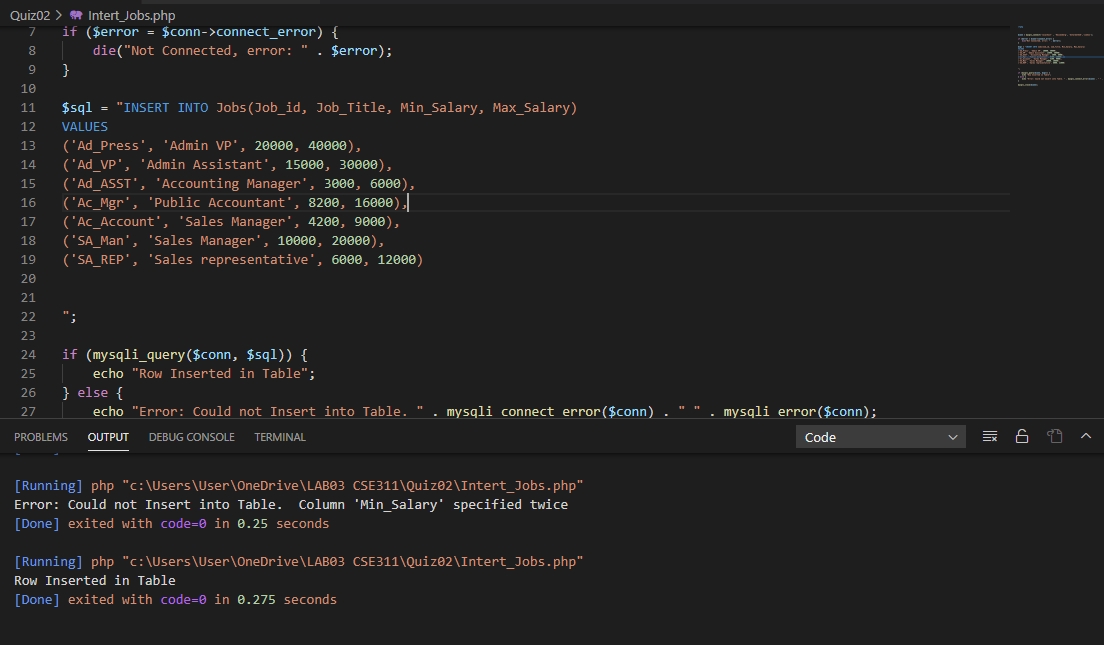 Quiz02 > Intert_Jobs.php
7 if ($error = $conn->connect_error) {
8 die("Not Connected, error: " . $error);
9 }
10
11 $sql = "INSERT INTO Jobs(Job_id, Job_Title, Min_Salary, Max_Salary)
12 VALUES
13 ('Ad_Press', 'Admin VP', 20000, 40000),
14 ('Ad_VP', 'Admin Assistant', 15000, 30000),
15 ('Ad_ASST', 'Accounting Manager', 3000, 6000),
16 ('Ac_Mgr', 'Public Accountant', 8200, 16000),
17 ('Ac_Account', 'Sales Manager', 4200, 9000),
18 ('SA_Man', 'Sales Manager', 10000, 20000),
19 ('SA_REP', 'Sales representative', 6000, 12000)
20
21
22 ";
23
24 if (mysqli_query($conn, $sql)) {
25 echo "Row Inserted in Table";
26 } else {
27 echo "Error: Could not Insert into Table. " . mysqli_connect_error($conn) . " " . mysqli_error($conn);
PROBLEMS OUTPUT DEBUG CONSOLE TERMINAL Code
[Running] php "c:\Users\User\OneDrive\LAB03 CSE311\Quiz02\Intert_Jobs.php"
Error: Could not Insert into Table.  Column 'Min_Salary' specified twice
[Done] exited with code=0 in 0.25 seconds
[Running] php "c:\Users\User\OneDrive\LAB03 CSE311\Quiz02\Intert_Jobs.php"
Row Inserted in Table
[Done] exited with code=0 in 0.275 seconds